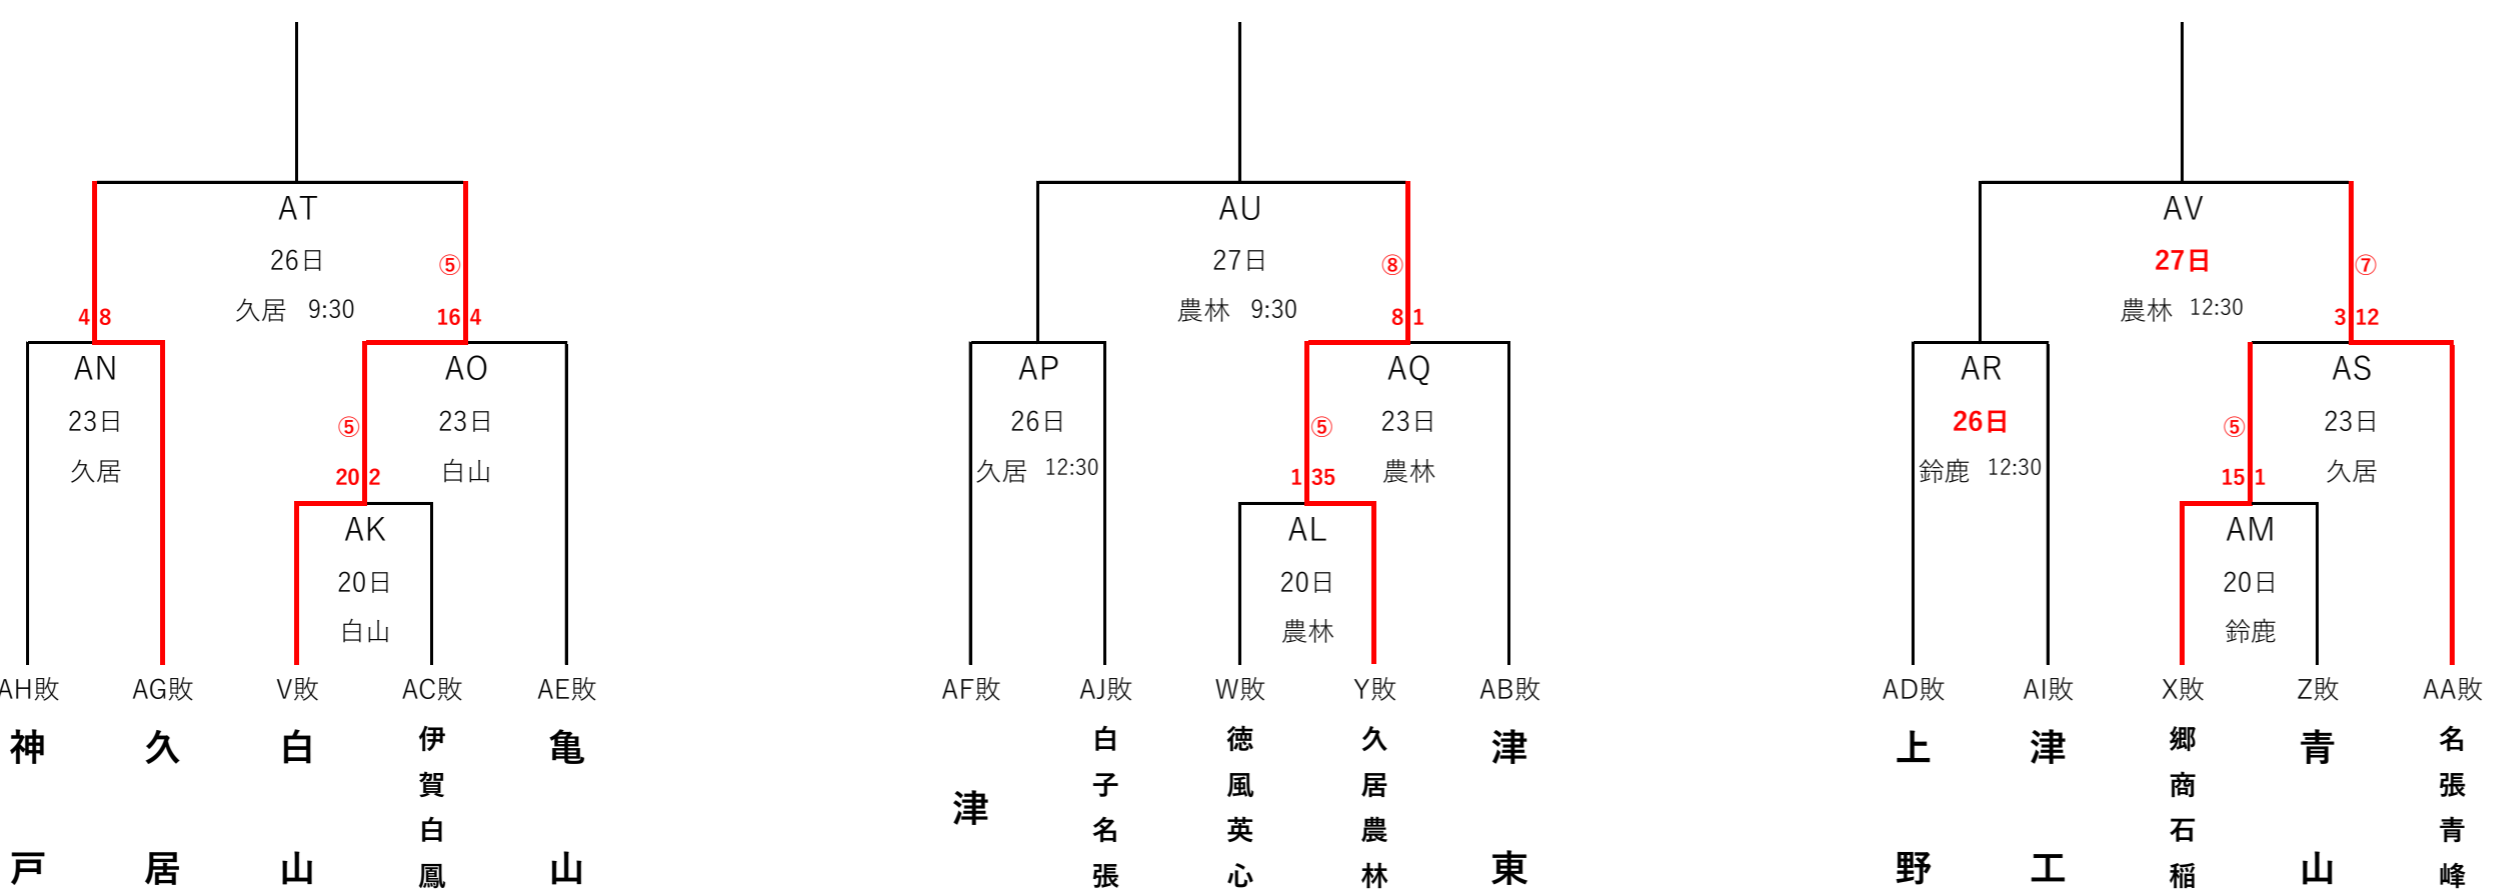 AT
26日
久居 9:30
⑤
4 8
16 4
AN
23日
久居
AO
23日
白山
⑤
20 2
AK
20日
白山
AH敗
AG敗
V敗
AC敗
AE敗
神戸
久居
白山
伊賀白鳳
亀山
AU
27日
農林 9:30
⑧
8 1
AP
26日
久居 12:30
AQ
23日
農林
⑤
1 35
AL
20日
農林
AF敗
AJ敗
W敗
Y敗
AB敗
津
白子名張
徳風英心
久居農林
津東
AV
27日
農林 12:30
⑦
3 12
AR
26日
鈴鹿 12:30
AS
23日
久居
⑤
15 1
AM
20日
鈴鹿
AD敗
AI敗
X敗
Z敗
AA敗
上野
津工
郷商石稲
青山
名張青峰